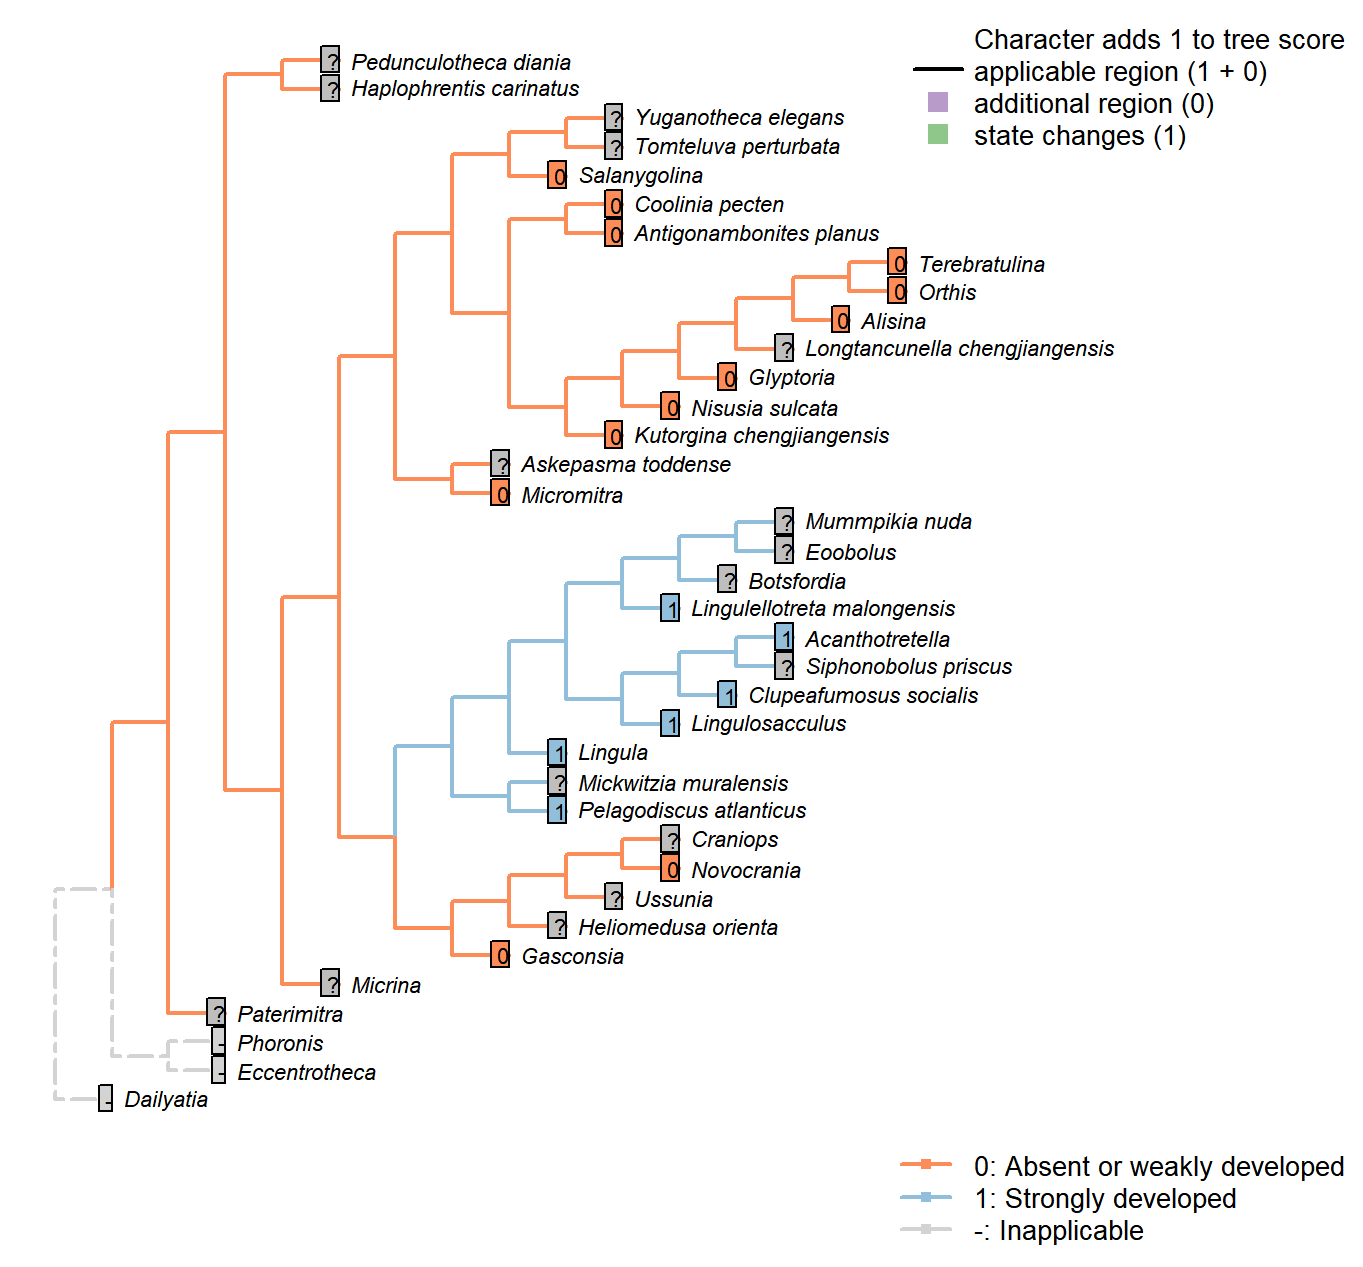 Character adds 1 to tree score
applicable region (1 + 0)
additional region (0)
state changes (1)
? Pedunculotheca diania
? Haplophrentis carinatus
? Yuganotheca elegans
? Tomteluva perturbata
0 Salanygolina
0 Coolinia pecten
0 Antigonambonites planus
0 Terebratulina
0 Orthis
0 Alisina
? Longtancunella chengjiangensis
0 Glyptoria
0 Nisusia sulcata
0 Kutorgina chengjiangensis
? Askepasma toddense
0 Micromitra
? Mummpikia nuda
? Eoobolus
? Botsfordia
1 Lingulellotreta malongensis
1 Acanthotretella
? Siphonobolus priscus
1 Clupeafumosus socialis
1 Lingulosacculus
1 Lingula
? Mickwitzia muralensis
1 Pelagodiscus atlanticus
? Craniops
0 Novocrania
? Ussunia
? Heliomedusa orienta
0 Gasconsia
? Micrina
? Paterimitra
- Phoronis
- Eccentrotheca
- Dailyatia
0: Absent or weakly developed
1: Strongly developed
-: Inapplicable